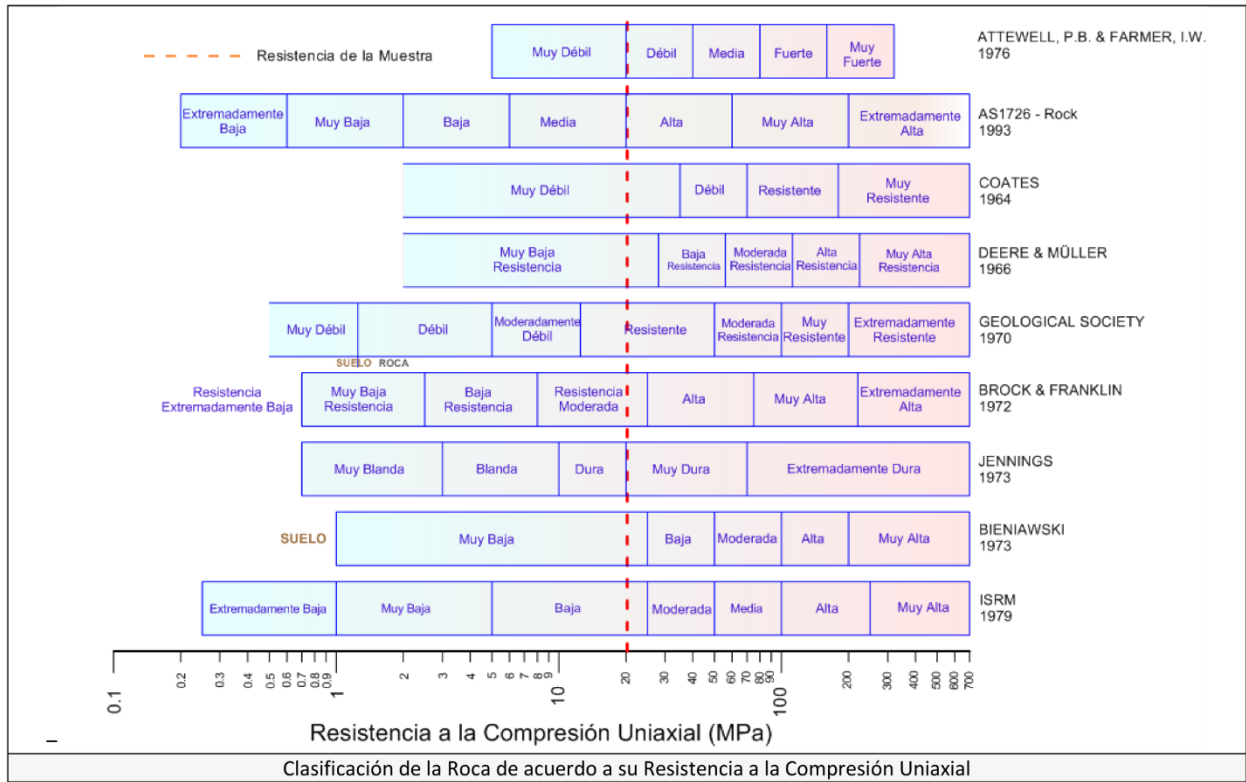 Resistencia de la Muestra
Muy Débil
Débil
Media
Fuerte
Muy
Fuerte
ATTEWELL, P.B. & FARMER, I.W.
1976
Extremadamente
Baja
Muy Baja
Baja
Media
Alta
Muy Alta
Extremadamente
Alta
AS1726 - Rock
1993
Muy Débil
Débil
Resistente
Muy
Resistente
COATES
1964
Muy Baja
Resistencia
Baja
Resistencia
Moderada
Resistencia
Alta
Resistencia
Muy Alta
Resistencia
DEERE & MÜLLER
1966
Muy Débil
Débil
Moderadamente
Débil
Resistente
Moderada
Resistencia
Muy
Resistente
Extremadamente
Resistente
GEOLOGICAL SOCIETY
1970
SUELO ROCA
Resistencia
Extremadamente Baja
Muy Baja
Resistencia
Baja
Resistencia
Resistencia
Moderada
Alta
Muy Alta
Extremadamente
Alta
BROCK & FRANKLIN
1972
Muy Blanda
Blanda
Dura
Muy Dura
Extremadamente Dura
JENNINGS
1973
SUELO
Muy Baja
Baja
Moderada
Alta
Muy Alta
BIENIAWSKI
1973
Extremadamente Baja
Muy Baja
Baja
Moderada
Media
Alta
Muy Alta
ISRM
1979
0.1 0.2 0.3 0.4 0.5 0.6 0.7 0.8 0.9 1 2 3 4 5 6 7 8 9 10 20 30 40 50 60 70 80 90 100 200 300 400 500 600 700
Resistencia a la Compresión Uniaxial (MPa)
Clasificación de la Roca de acuerdo a su Resistencia a la Compresión Uniaxial